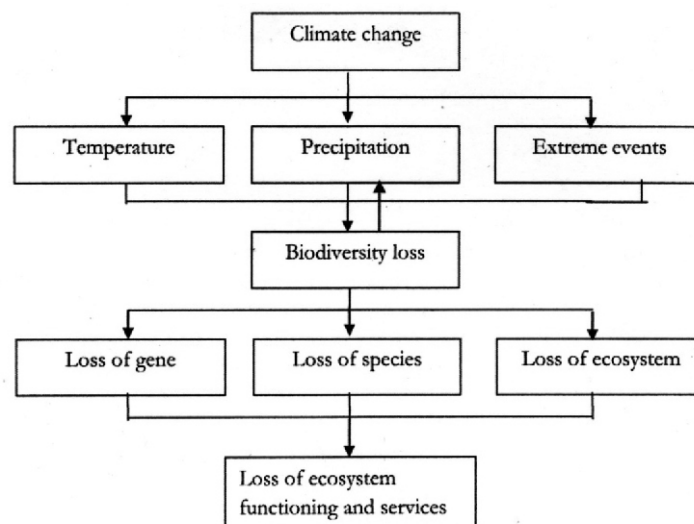 Climate change
Temperature
Precipitation
Extreme events
Biodiversity loss
Loss of gene
Loss of species
Loss of ecosystem
Loss of ecosystem
functioning and services